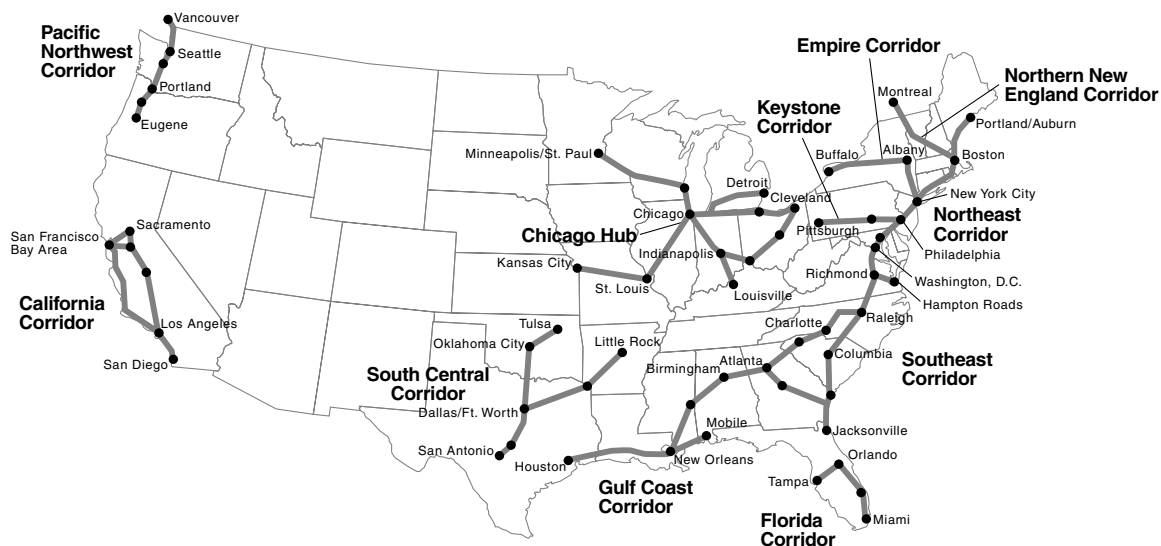 Vancouver
Pacific
Northwest
Corridor
Seattle
Portland
Eugene
Empire Corridor
Northern New
England Corridor
Keystone
Corridor
Montreal
Portland/Auburn
Minneapolis/St. Paul
Buffalo
Albany
Boston
Detroit
Cleveland
New York City
Chicago
Pittsburgh
Northeast
Corridor
Sacramento
San Francisco
Bay Area
Chicago Hub
Indianapolis
Philadelphia
Kansas City
St. Louis
Louisville
Richmond
Washington, D.C.
Hampton Roads
California
Corridor
Los Angeles
San Diego
Tulsa
Oklahoma City
Little Rock
Charlotte
Raleigh
Birmingham
Atlanta
Columbia
Southeast
Corridor
South Central
Corridor
Dallas/Ft. Worth
San Antonio
Houston
Mobile
New Orleans
Jacksonville
Gulf Coast
Corridor
Orlando
Tampa
Miami
Florida
Corridor